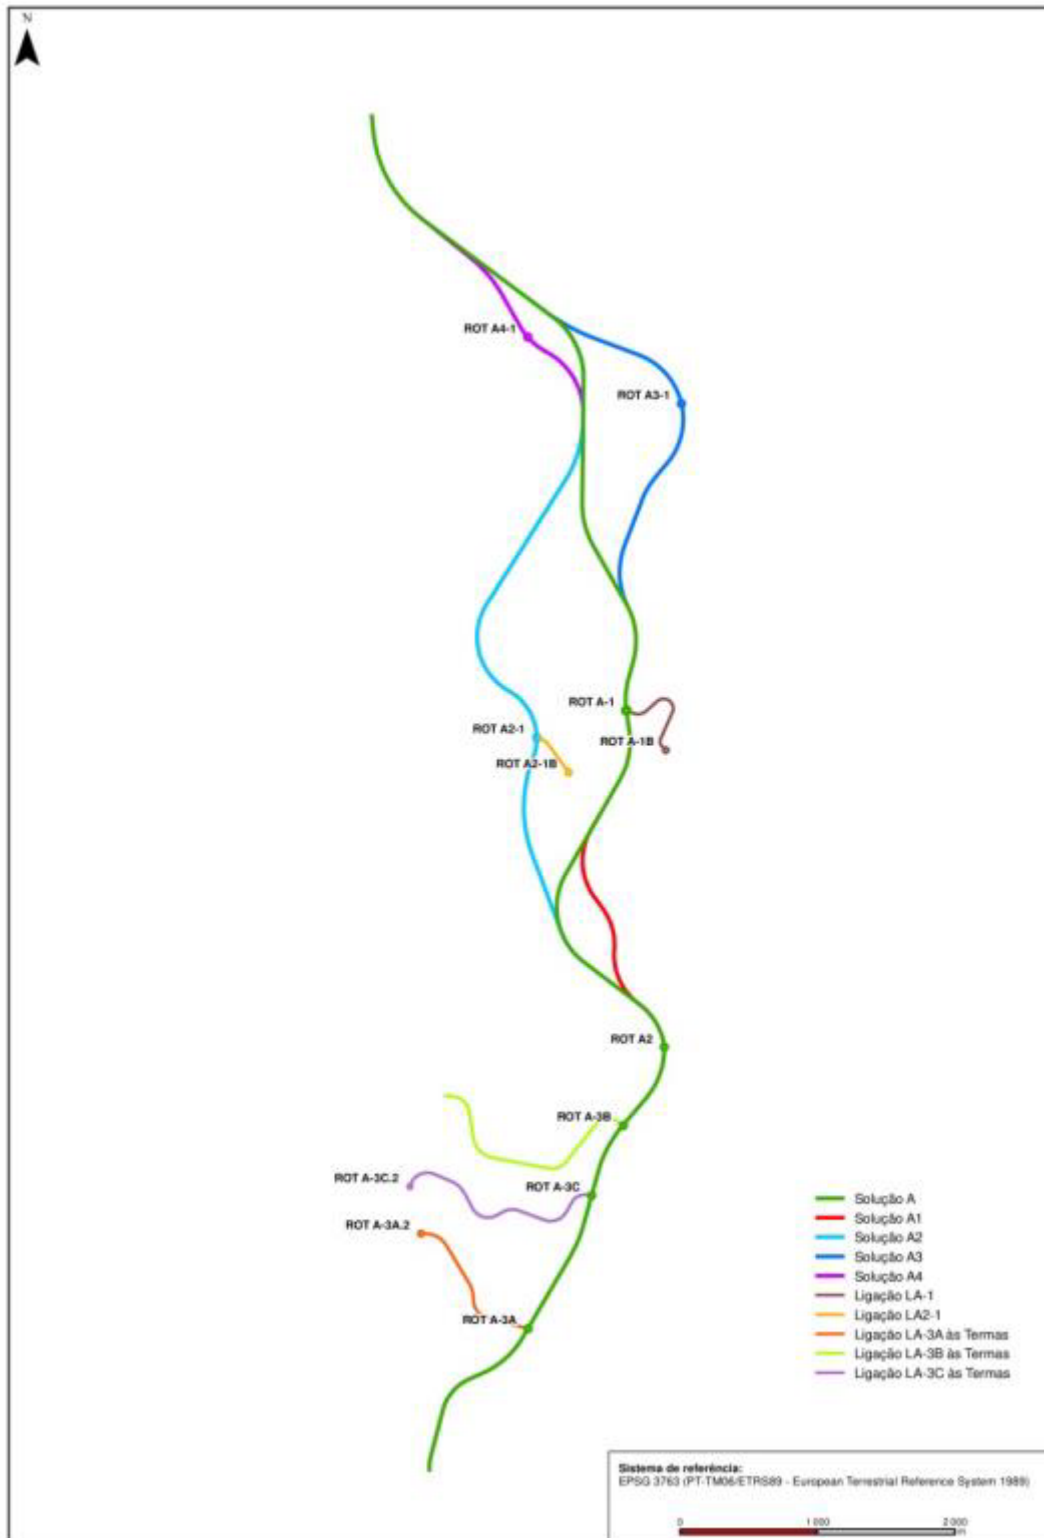 N
ROT A4-1
ROT A3-1
ROT A-1
ROT A2-1
ROT A-1B
ROT A2-1B
ROT A2
ROT A-3B
ROT A-3C.2
ROT A-3C
ROT A-3A.2
ROT A-3A
Solução A
Solução A1
Solução A2
Solução A3
Solução A4
Ligação LA-1
Ligação LA2-1
Ligação LA-3A às Termas
Ligação LA-3B às Termas
Ligação LA-3C às Termas
Sistema de referência:
EPSG 3763 (PT-TM06/ETRS89 - European Terrestrial Reference System 1989)
0 1 000 2 000
m